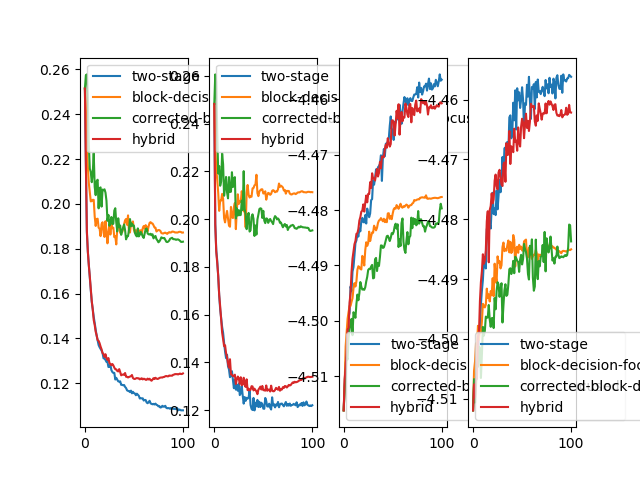 0.26
0.24
0.22
0.20
0.18
0.16
0.14
0.12
0 100
two-stage
block-decis
corrected-b
hybrid
0.26
0.24
0.22
0.20
0.18
0.16
0.14
0.12
0 100
two-stage
block-decis
corrected-b
hybrid
−4.46
−4.47
−4.48
−4.49
−4.50
−4.51
0 100
two-stage
block-decis
corrected-b
hybrid
−4.46
−4.47
−4.48
−4.49
−4.50
−4.51
0 100
two-stage
block-decision-foc
corrected-block-d
hybrid